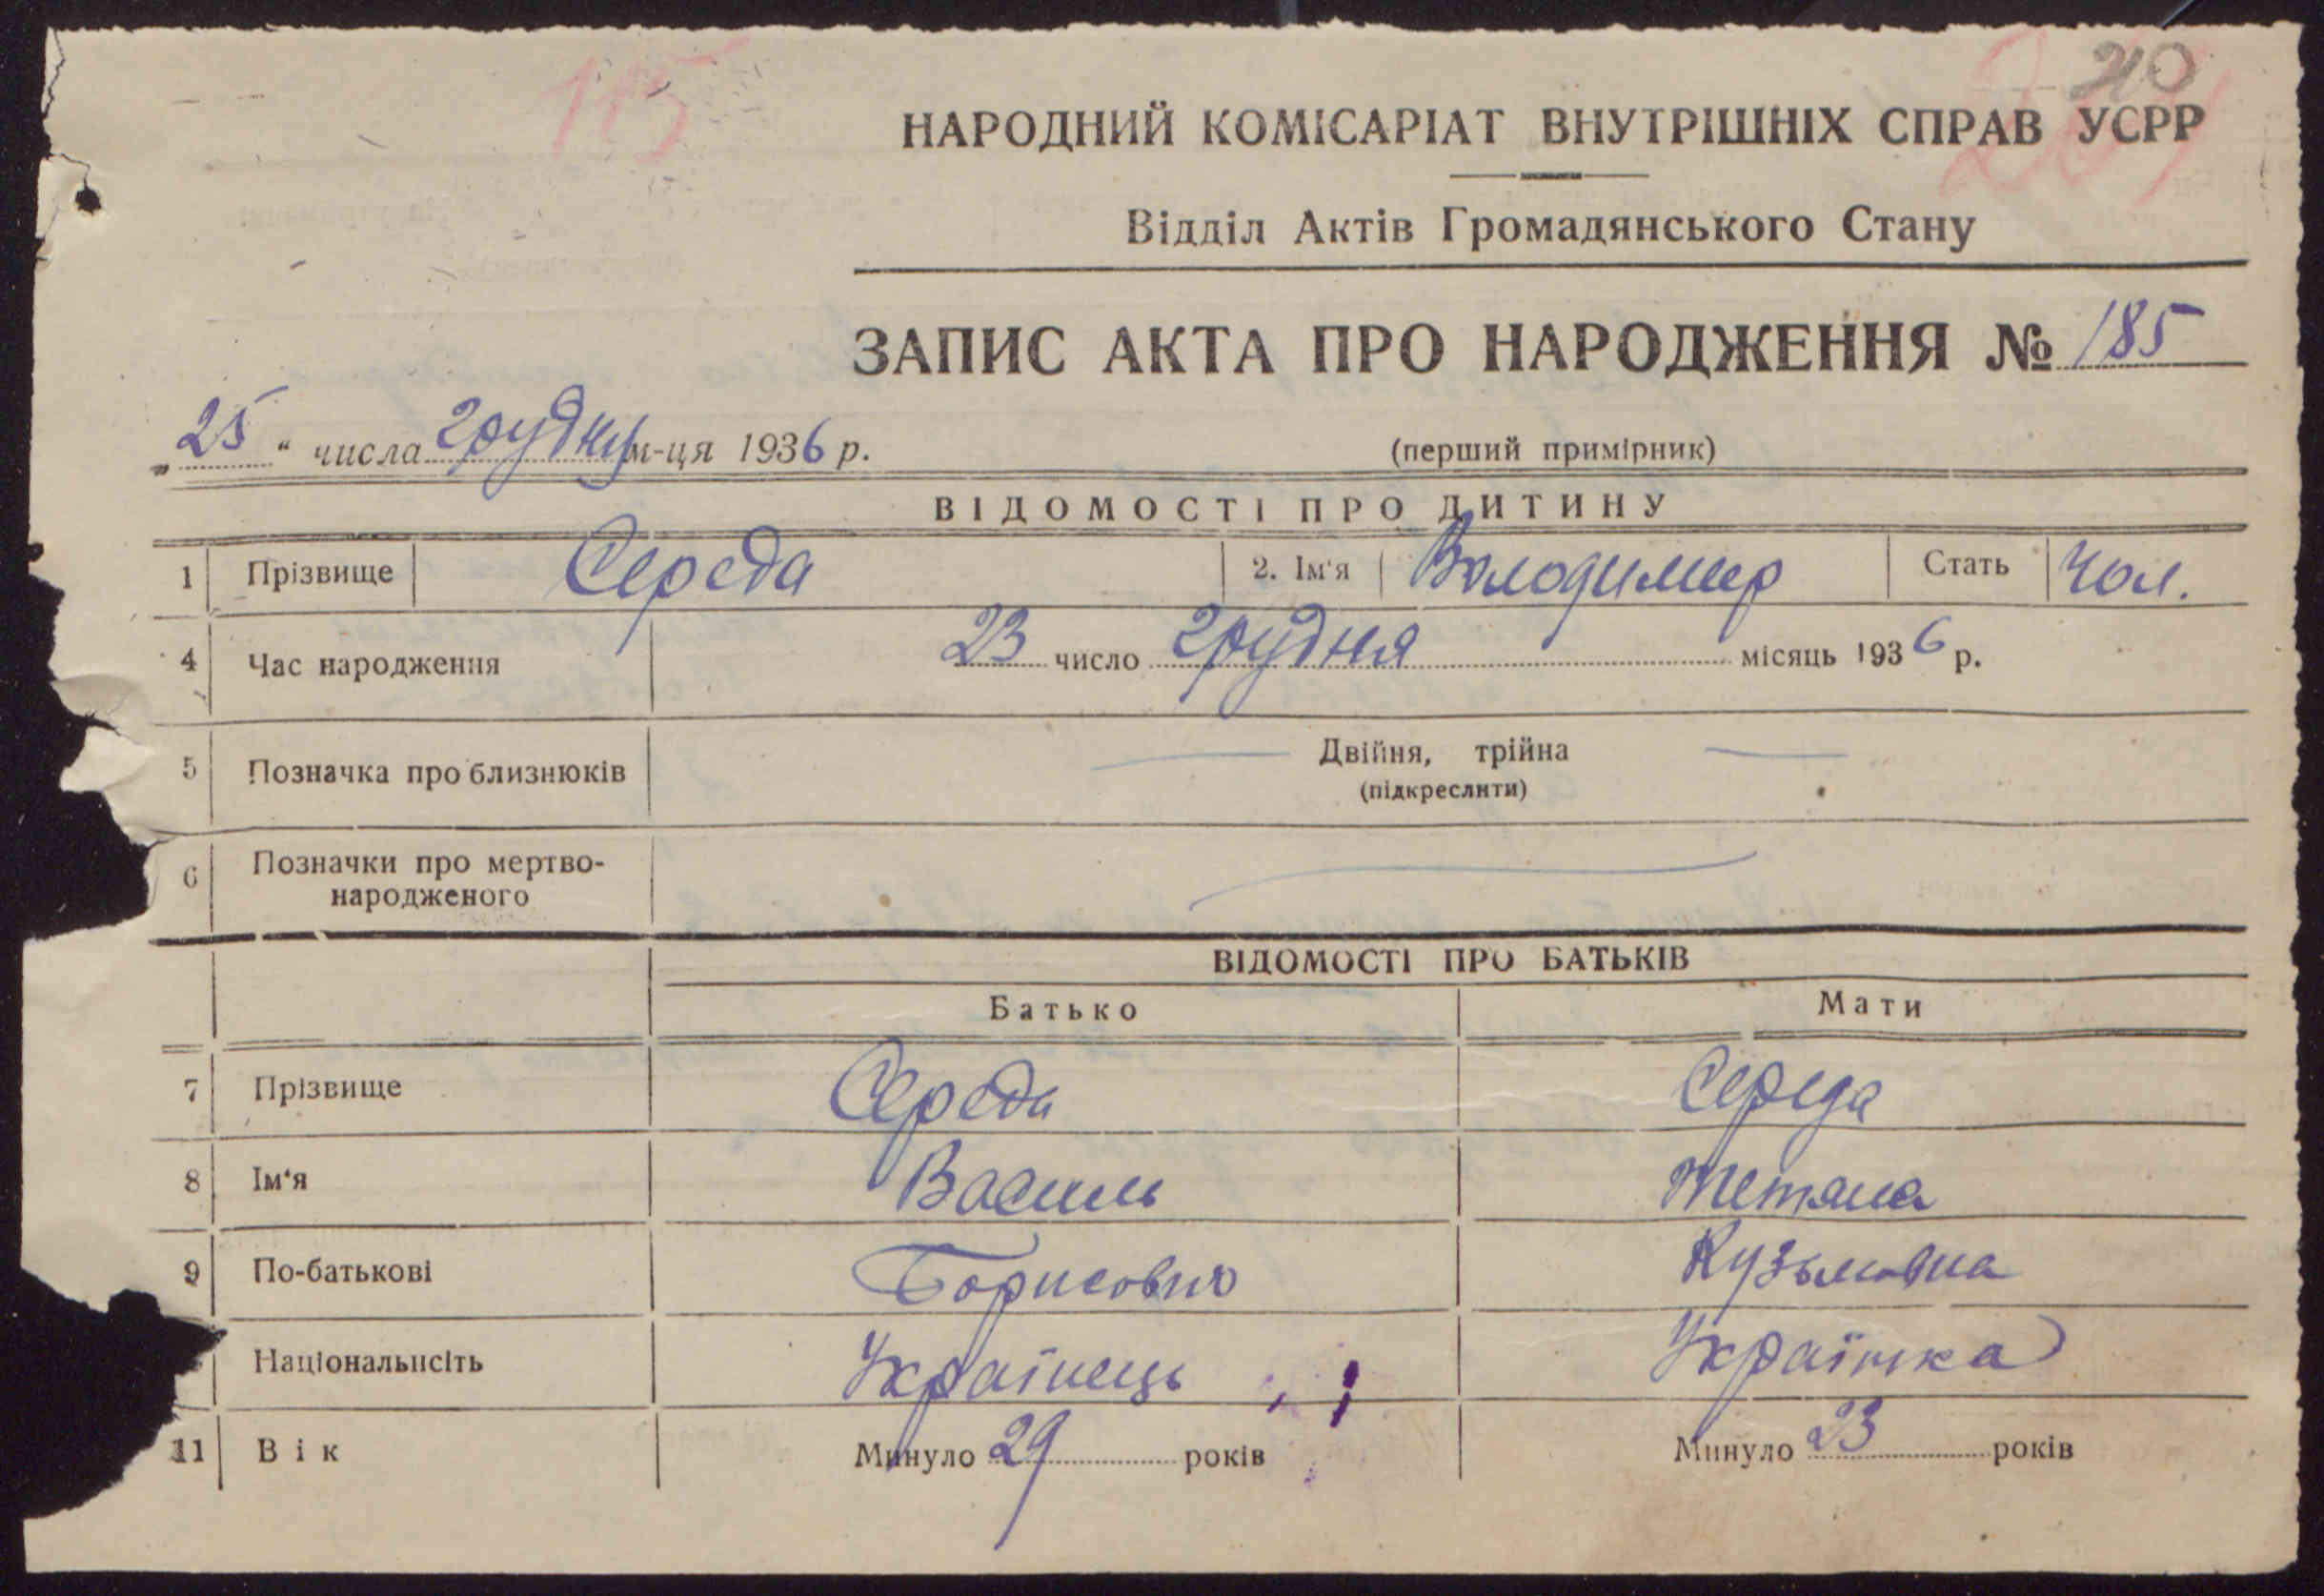 115
210
НАРОДНИЙ КОМІСАРІАТ ВНУТРІШНІХ СПРАВ УСРР
Відділ Актів Громадянського Стану
ЗАПИС АКТА ПРО НАРОДЖЕННЯ № 185
„25“ числа грудня м-ця 1936 р.
(перший примірник)
ВІДОМОСТІ ПРО ДИТИНУ
1 Прізвище Середа 2. Ім'я Володимир Стать Чол.
4 Час народження 23 число грудня місяць 1936 р.
5 Позначка про близнюків Двійня, трійна
(підкреслити)
6 Позначки про мертво-
народженого
ВІДОМОСТІ ПРО БАТЬКІВ
Батько Мати
7 Прізвище Середа Середа
8 Ім‘я Василь Тетяна
9 По-батькові Борисович Кузьмовна
Національність Українець Українка
11 Вік Минуло 29 років Минуло 23 років